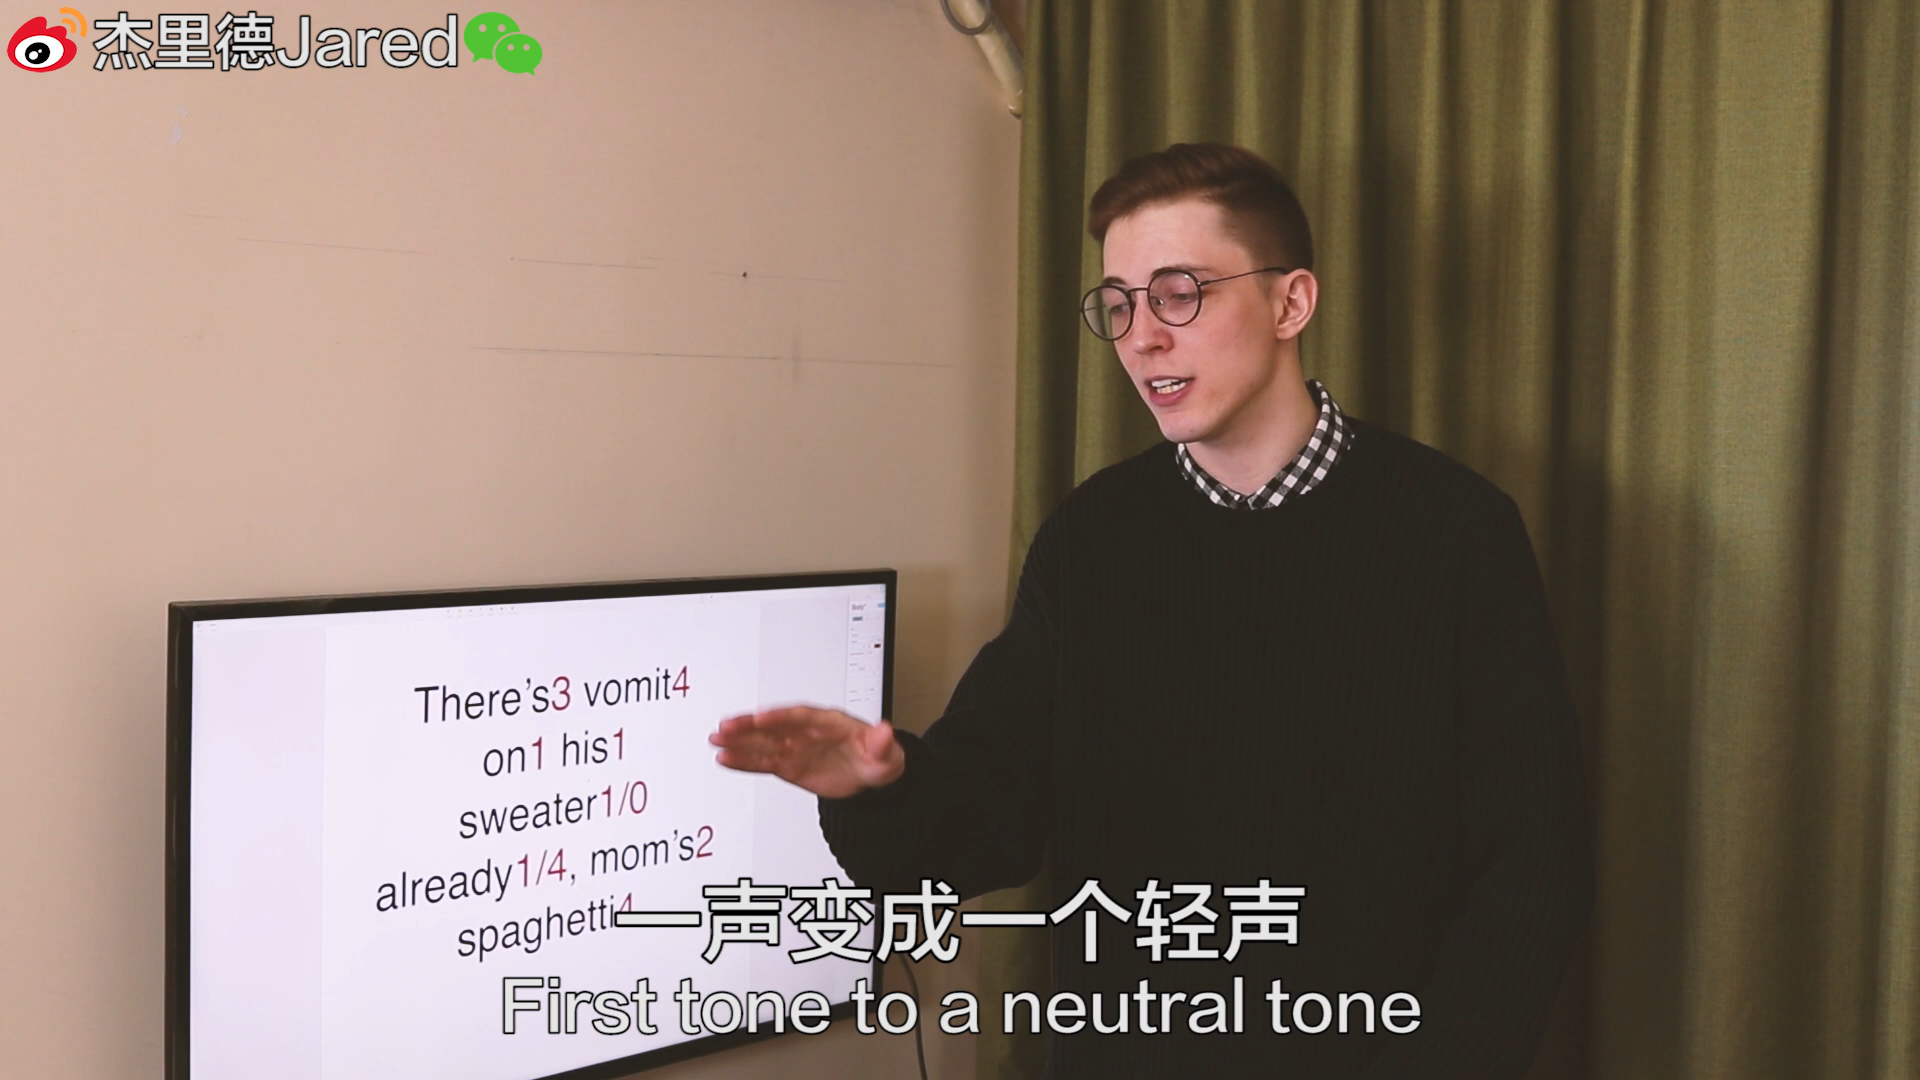 杰里德Jared
There's3 vomit4
on1 his1
sweater1/0
already1/4, mom's2
spaghetti4
一声变成一个轻声
First tone to a neutral tone